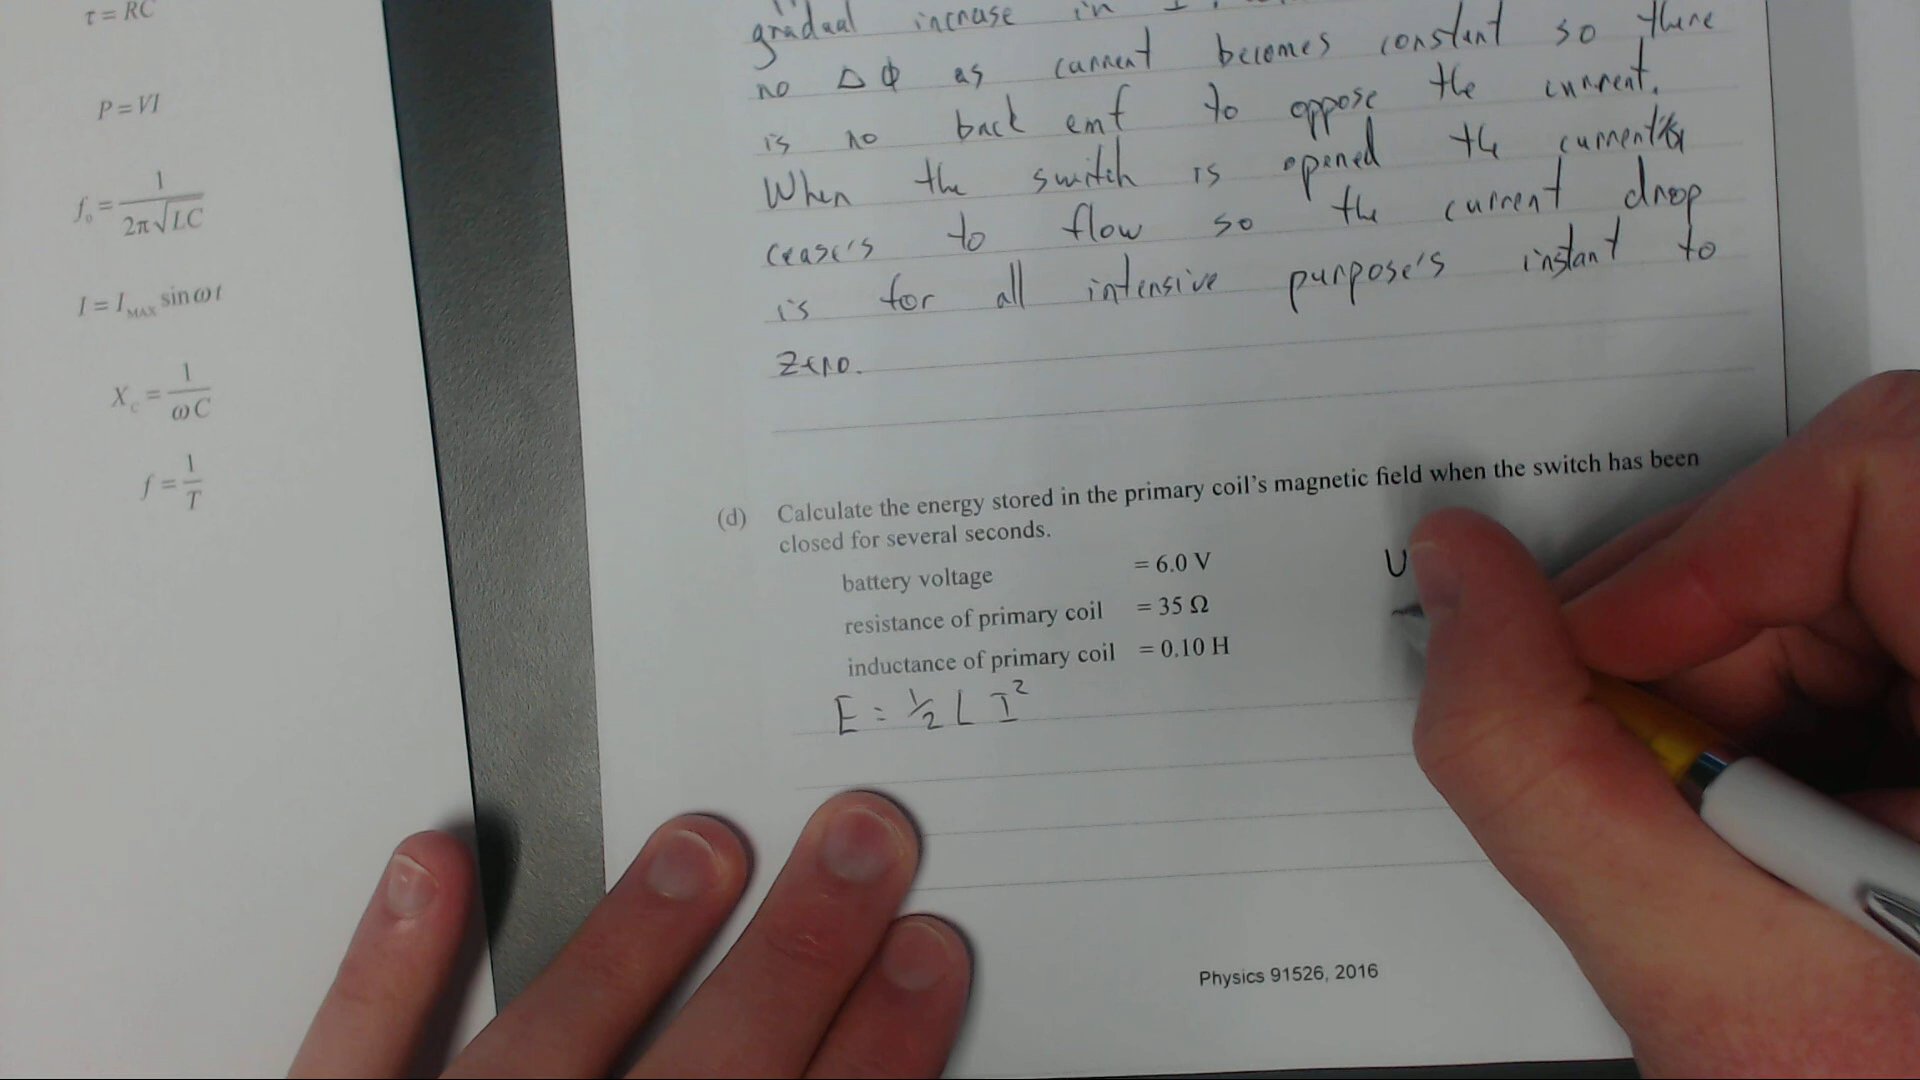 τ = RC
P = VI
f₀ = 1 / 2π√LC
I = I_MAX sin ωt
X_C = 1 / ωC
f = 1 / T
gradual increase in I
no ΔΦ as current becomes constant so there
is no back emf to oppose the current.
When the switch is opened the current
cease's to flow so the current drop
is for all intensive purpose's instant to
zero.
(d) Calculate the energy stored in the primary coil's magnetic field when the switch has been
closed for several seconds.
battery voltage = 6.0 V
resistance of primary coil = 35 Ω
inductance of primary coil = 0.10 H
E = ½ L I²
Physics 91526, 2016